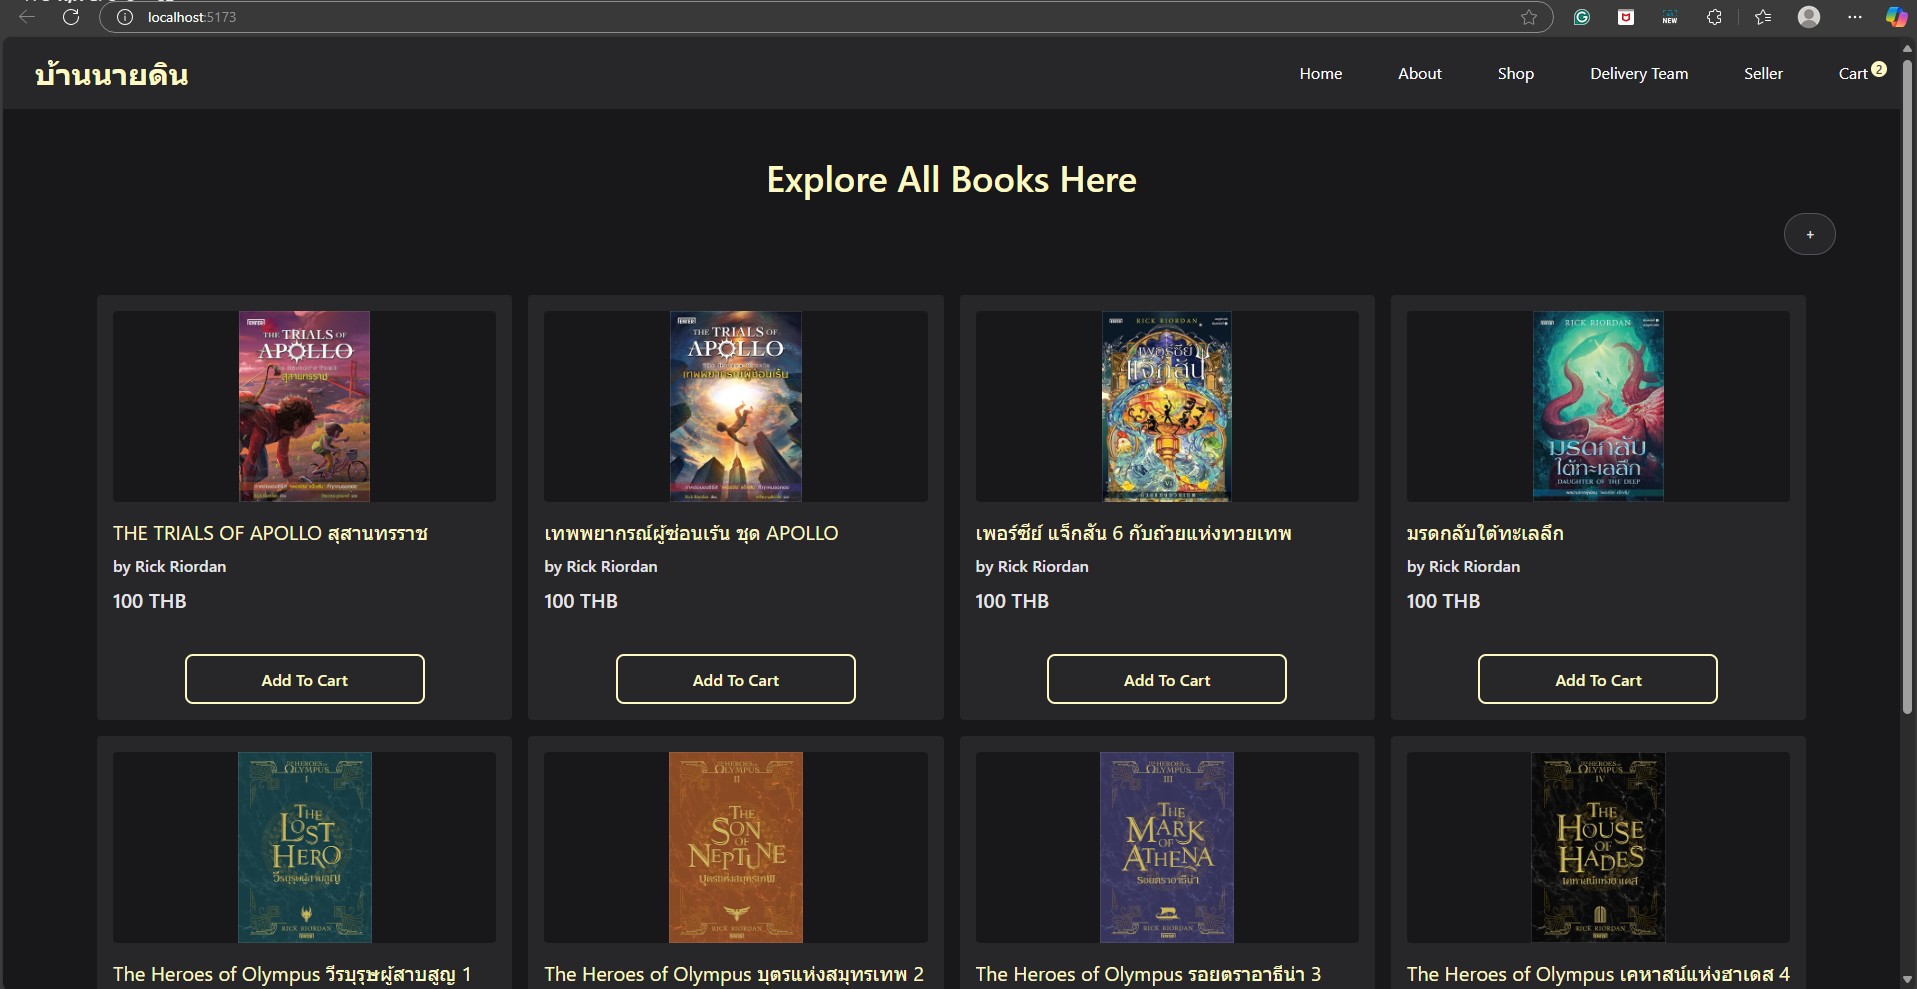 localhost:5173
NEW
บ้านนายดิน
Home
About
Shop
Delivery Team
Seller
Cart 2
Explore All Books Here
+
THE TRIALS OF
APOLLO
สุสานทรราช
THE TRIALS OF
APOLLO
เทพพยากรณ์ผู้ซ่อนเร้น
RICK RIORDAN
เพอร์ซีย์
แจ็กสัน
RICK RIORDAN
มรดกลับ
ใต้ทะเลลึก
DAUGHTER OF THE DEEP
THE TRIALS OF APOLLO สุสานทรราช
by Rick Riordan
100 THB
Add To Cart
เทพพยากรณ์ผู้ซ่อนเร้น ชุด APOLLO
by Rick Riordan
100 THB
Add To Cart
เพอร์ซีย์ แจ็กสัน 6 กับถ้วยแห่งทวยเทพ
by Rick Riordan
100 THB
Add To Cart
มรดกลับใต้ทะเลลึก
by Rick Riordan
100 THB
Add To Cart
THE HEROES OF
OLYMPUS
I
THE
LOST
HERO
วีรบุรุษผู้สาบสูญ
RICK RIORDAN
THE HEROES OF
OLYMPUS
II
THE
SON
OF
NEPTUNE
บุตรแห่งสมุทรเทพ
RICK RIORDAN
THE HEROES OF
OLYMPUS
III
THE
MARK
OF
ATHENA
รอยตราอาธีน่า
RICK RIORDAN
THE HEROES OF
OLYMPUS
IV
THE
HOUSE
OF
HADES
เคหาสน์แห่งฮาเดส
RICK RIORDAN
The Heroes of Olympus วีรบุรุษผู้สาบสูญ 1
The Heroes of Olympus บุตรแห่งสมุทรเทพ 2
The Heroes of Olympus รอยตราอาธีน่า 3
The Heroes of Olympus เคหาสน์แห่งฮาเดส 4